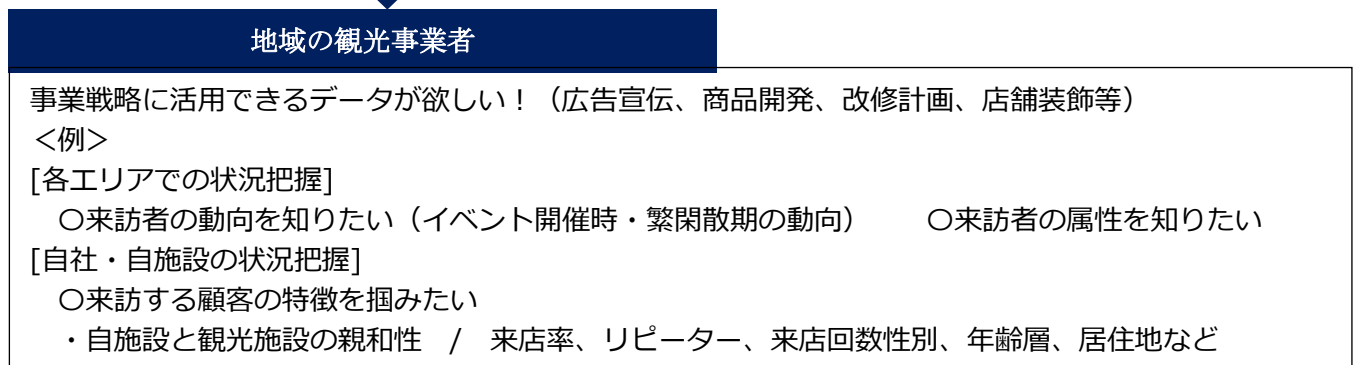 地域の観光事業者
事業戦略に活用できるデータが欲しい！（広告宣伝、商品開発、改修計画、店舗装飾等）
＜例＞
[各エリアでの状況把握]
〇来訪者の動向を知りたい（イベント開催時・繁閑散期の動向）　　〇来訪者の属性を知りたい
[自社・自施設の状況把握]
〇来訪する顧客の特徴を掴みたい
・自施設と観光施設の親和性　/　来店率、リピーター、来店回数性別、年齢層、居住地など